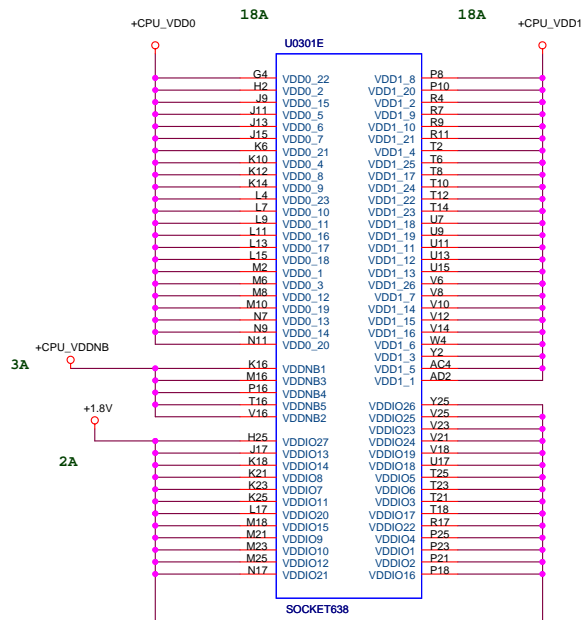 18A 18A
+CPU_VDD0 +CPU_VDD1
U0301E
G4 VDD0_22 VDD1_8 P8
H2 VDD0_2 VDD1_20 P10
J9 VDD0_15 VDD1_2 R4
J11 VDD0_5 VDD1_9 R7
J13 VDD0_6 VDD1_10 R9
J15 VDD0_7 VDD1_21 R11
K6 VDD0_21 VDD1_4 T2
K10 VDD0_4 VDD1_25 T6
K12 VDD0_8 VDD1_17 T8
K14 VDD0_9 VDD1_24 T10
L4 VDD0_23 VDD1_22 T12
L7 VDD0_10 VDD1_23 T14
L9 VDD0_11 VDD1_18 U7
L11 VDD0_16 VDD1_19 U9
L13 VDD0_17 VDD1_11 U11
L15 VDD0_18 VDD1_12 U13
M2 VDD0_1 VDD1_13 U15
M6 VDD0_3 VDD1_26 V6
M8 VDD0_12 VDD1_7 V8
M10 VDD0_19 VDD1_14 V10
N7 VDD0_13 VDD1_15 V12
N9 VDD0_14 VDD1_16 V14
N11 VDD0_20 VDD1_6 W4
+CPU_VDDNB VDD1_3 Y2
3A K16 VDDNB1 VDD1_5 AC4
M16 VDDNB3 VDD1_1 AD2
P16 VDDNB4
T16 VDDNB5 VDDIO26 Y25
+1.8V V16 VDDNB2 VDDIO25 V25
VDDIO23 V23
H25 VDDIO27 VDDIO24 V21
J17 VDDIO13 VDDIO19 V18
2A K18 VDDIO14 VDDIO18 U17
K21 VDDIO8 VDDIO5 T25
K23 VDDIO7 VDDIO6 T23
K25 VDDIO11 VDDIO3 T21
L17 VDDIO20 VDDIO17 T18
M18 VDDIO15 VDDIO22 R17
M21 VDDIO9 VDDIO4 P25
M23 VDDIO10 VDDIO1 P23
M25 VDDIO12 VDDIO2 P21
N17 VDDIO21 VDDIO16 P18
SOCKET638